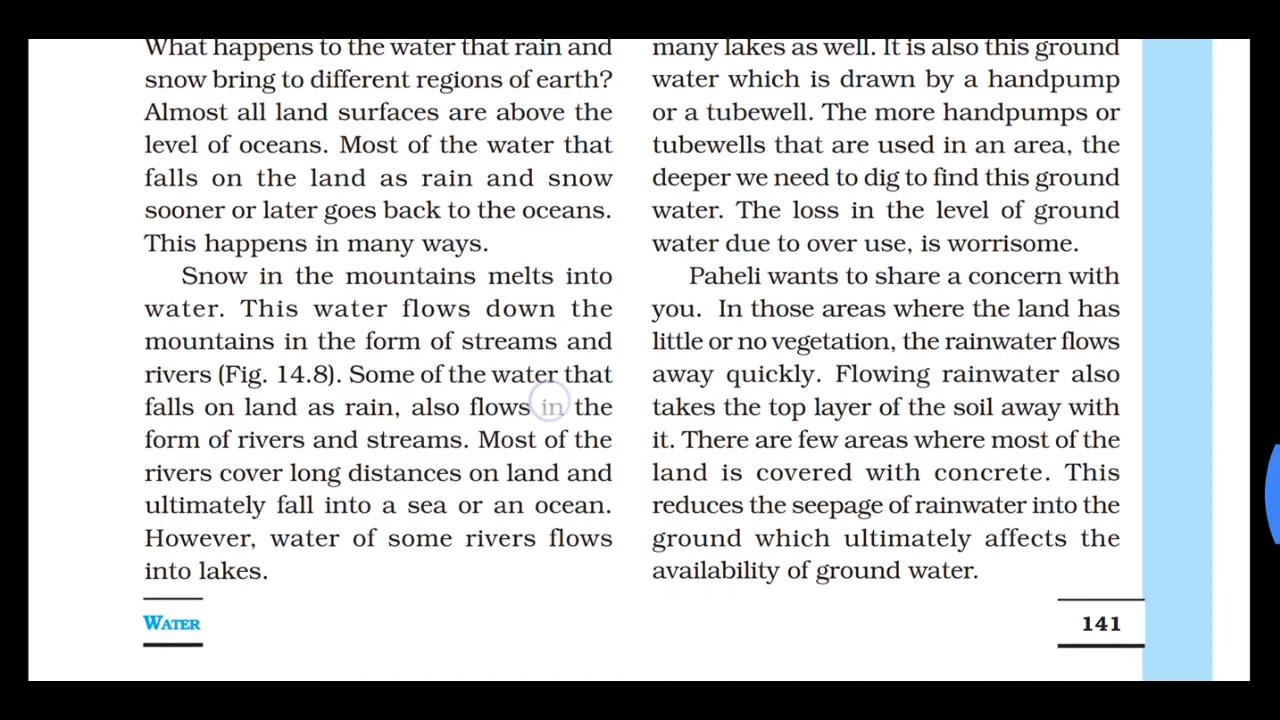 What happens to the water that rain and
snow bring to different regions of earth?
Almost all land surfaces are above the
level of oceans. Most of the water that
falls on the land as rain and snow
sooner or later goes back to the oceans.
This happens in many ways.
Snow in the mountains melts into
water. This water flows down the
mountains in the form of streams and
rivers (Fig. 14.8). Some of the water that
falls on land as rain, also flows in the
form of rivers and streams. Most of the
rivers cover long distances on land and
ultimately fall into a sea or an ocean.
However, water of some rivers flows
into lakes.
many lakes as well. It is also this ground
water which is drawn by a handpump
or a tubewell. The more handpumps or
tubewells that are used in an area, the
deeper we need to dig to find this ground
water. The loss in the level of ground
water due to over use, is worrisome.
Paheli wants to share a concern with
you. In those areas where the land has
little or no vegetation, the rainwater flows
away quickly. Flowing rainwater also
takes the top layer of the soil away with
it. There are few areas where most of the
land is covered with concrete. This
reduces the seepage of rainwater into the
ground which ultimately affects the
availability of ground water.
WATER
141